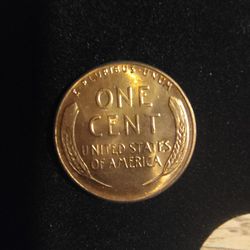 E·PLURIBUS·UNUM
ONE
CENT
UNITED STATES
OF AMERICA